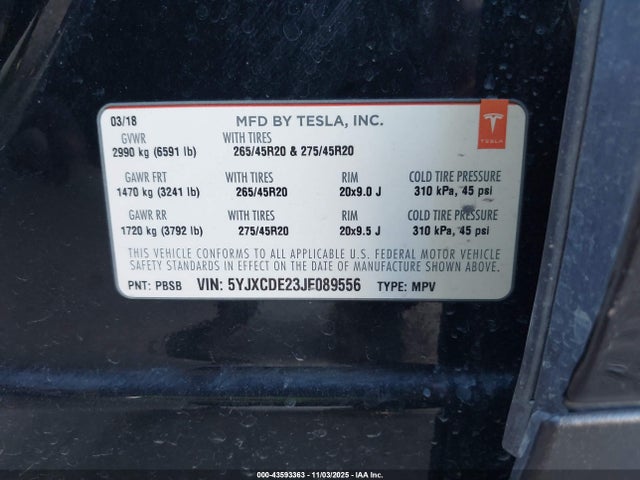 03/18 MFD BY TESLA, INC.
GVWR WITH TIRES
2990 kg (6591 lb) 265/45R20 & 275/45R20
TESLA
GAWR FRT WITH TIRES RIM COLD TIRE PRESSURE
1470 kg (3241 lb) 265/45R20 20x9.0 J 310 kPa, 45 psi
GAWR RR WITH TIRES RIM COLD TIRE PRESSURE
1720 kg (3792 lb) 275/45R20 20x9.5 J 310 kPa, 45 psi
THIS VEHICLE CONFORMS TO ALL APPLICABLE U.S. FEDERAL MOTOR VEHICLE
SAFETY STANDARDS IN EFFECT ON THE DATE OF MANUFACTURE SHOWN ABOVE.
PNT: PBSB VIN: 5YJXCDE23JF089556 TYPE: MPV
000-43593363 - 11/03/2025 - IAA Inc.